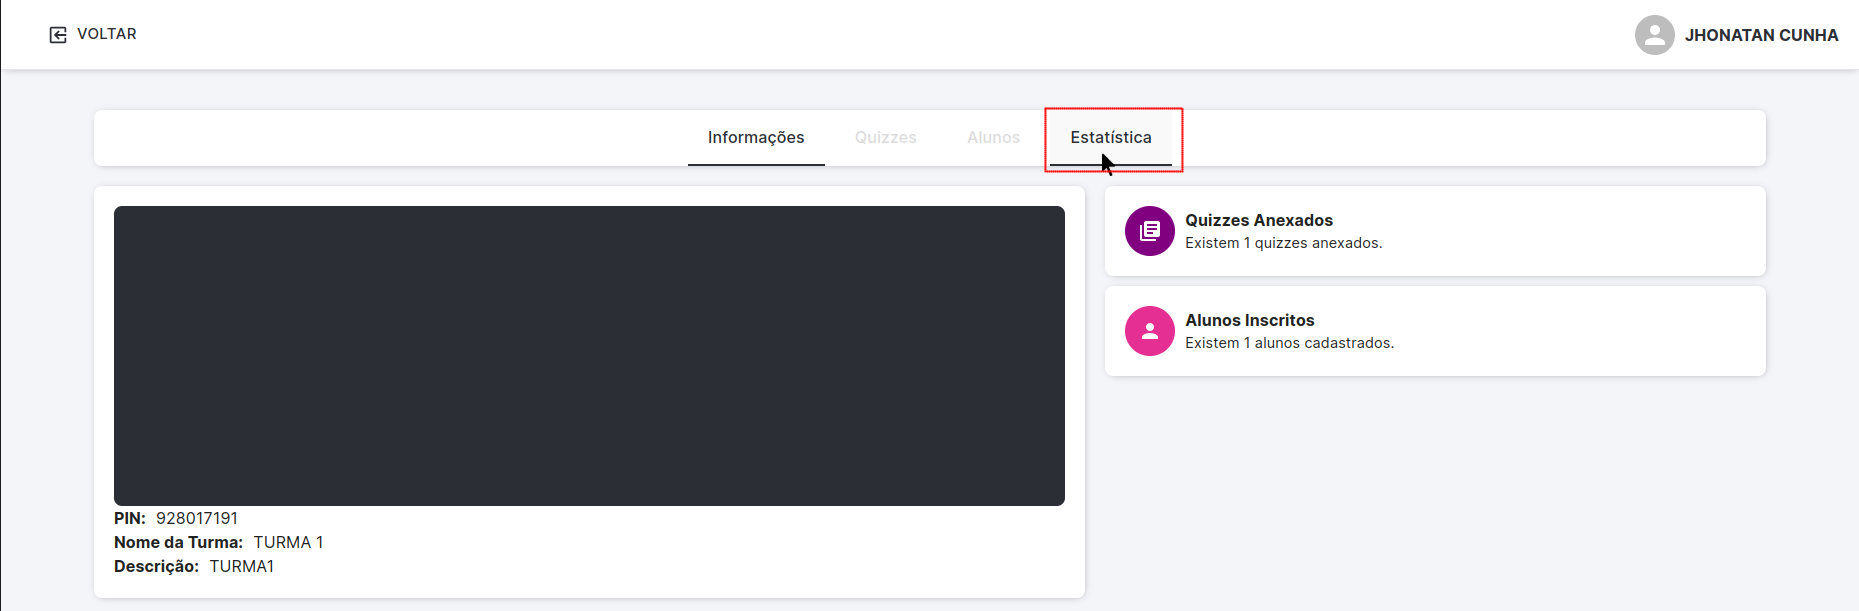 VOLTAR
JHONATAN CUNHA
Informações Quizzes Alunos Estatística
PIN: 928017191
Nome da Turma: TURMA 1
Descrição: TURMA1
Quizzes Anexados
Existem 1 quizzes anexados.
Alunos Inscritos
Existem 1 alunos cadastrados.